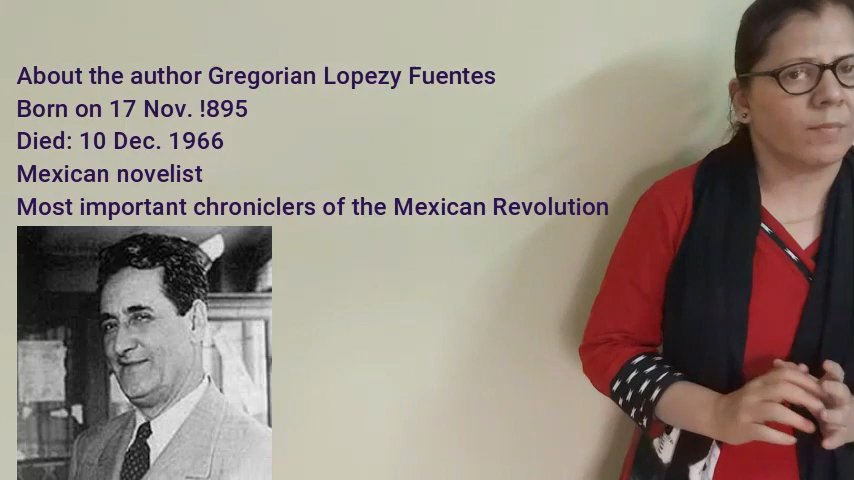 About the author Gregorian Lopezy Fuentes
Born on 17 Nov. !895
Died: 10 Dec. 1966
Mexican novelist
Most important chroniclers of the Mexican Revolution